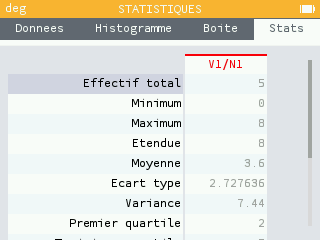 deg STATISTIQUES
Donnees Histogramme Boite Stats
V1/N1
Effectif total 5
Minimum 0
Maximum 8
Etendue 8
Moyenne 3.6
Ecart type 2.727636
Variance 7.44
Premier quartile 2